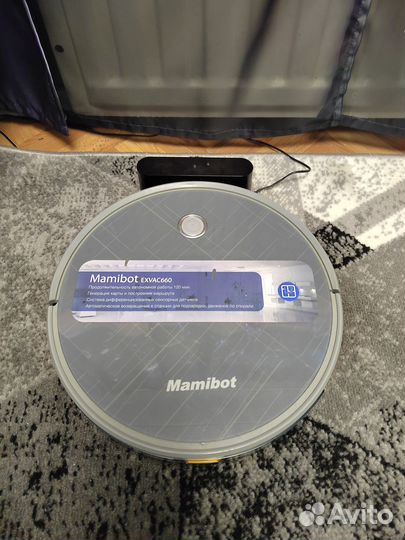 Mamibot EXVAC660
Продолжительность автономной работы 120 мин.
Генерация карты и построение маршрута
Система дифференцированных сенсорных датчиков
Автоматическое возвращение к станции для подзарядки, движение по спирали
Mamibot
Avito